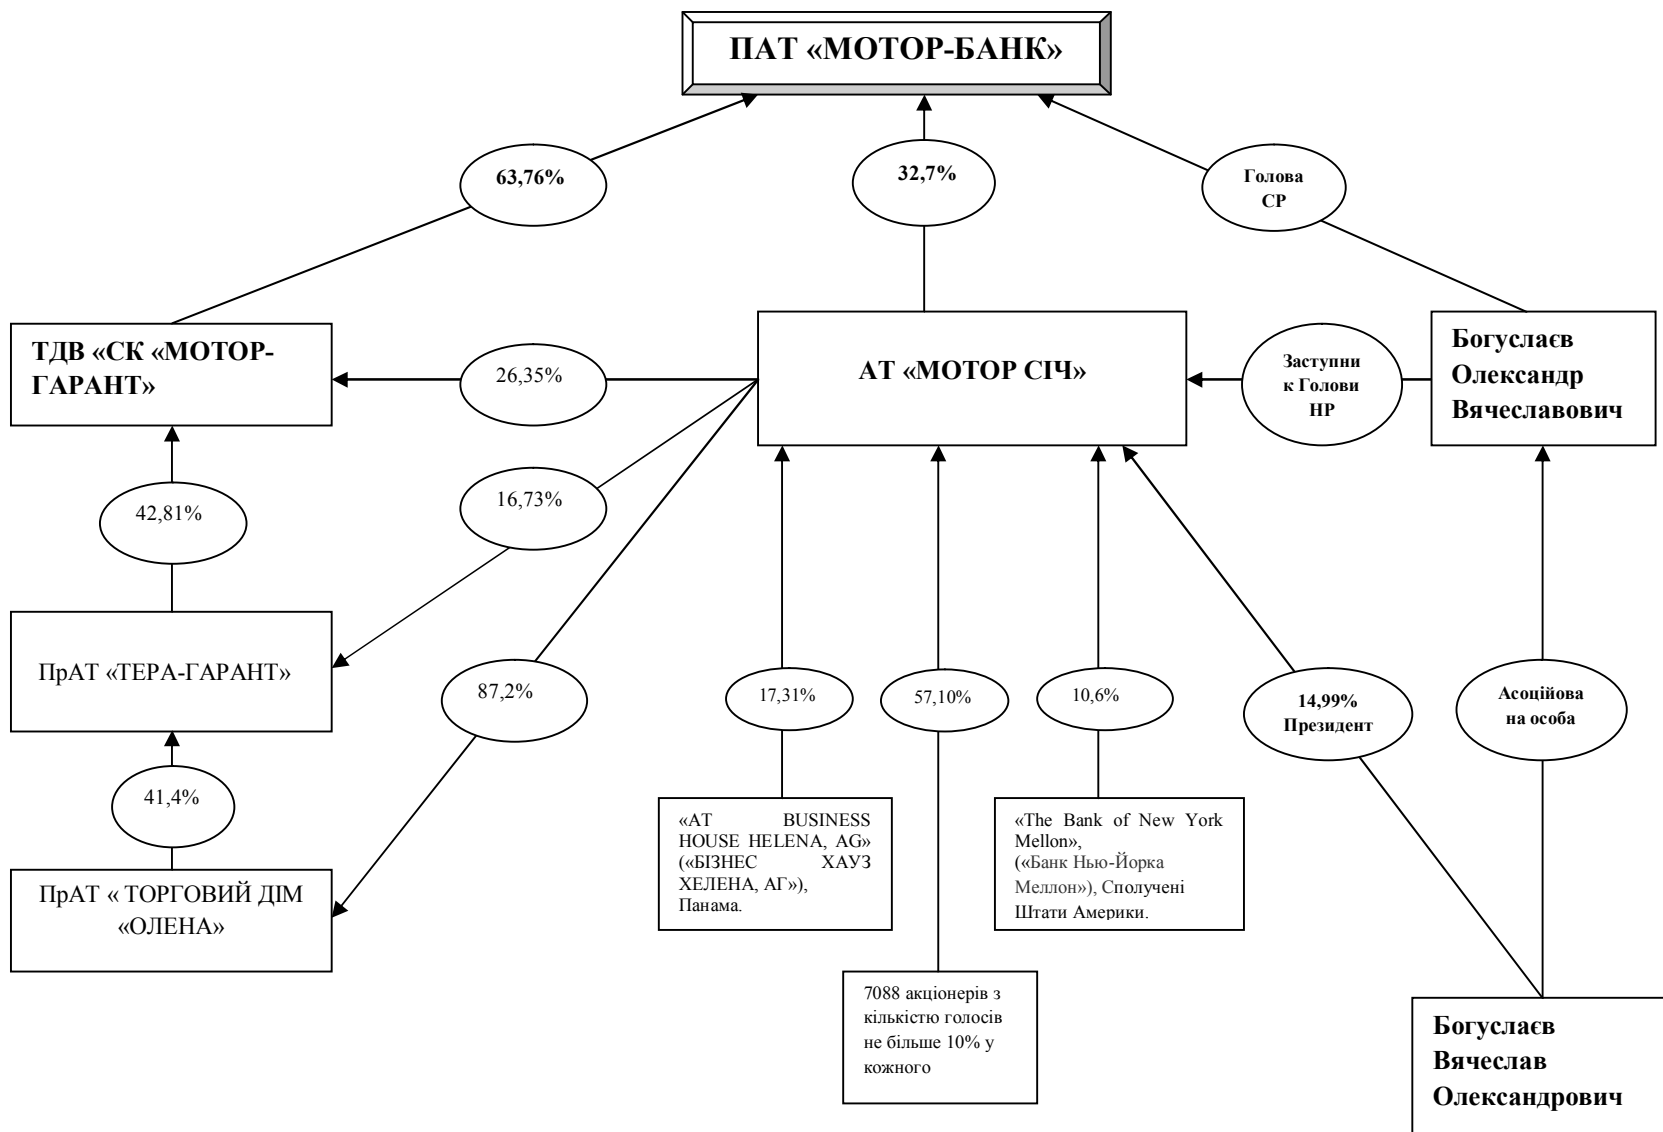 ПАТ «МОТОР-БАНК»
63,76%
32,7%
Голова
СР
ТДВ «СК «МОТОР-
ГАРАНТ»
26,35%
АТ «МОТОР СІЧ»
Заступни
к Голови
НР
Богуслаєв
Олександр
Вячеславович
42,81%
16,73%
ПрАТ «ТЕРА-ГАРАНТ»
87,2%
17,31%
57,10%
10,6%
14,99%
Президент
Асоційова
на особа
41,4%
ПрАТ « ТОРГОВИЙ ДІМ
«ОЛЕНА»
«АТ BUSINESS
HOUSE HELENA, AG»
(«БІЗНЕС ХАУЗ
ХЕЛЕНА, АГ»),
Панама.
«The Bank of New York
Mellon»,
(«Банк Нью-Йорка
Меллон»), Сполучені
Штати Америки.
7088 акціонерів з
кількістю голосів
не більше 10% у
кожного
Богуслаєв
Вячеслав
Олександрович